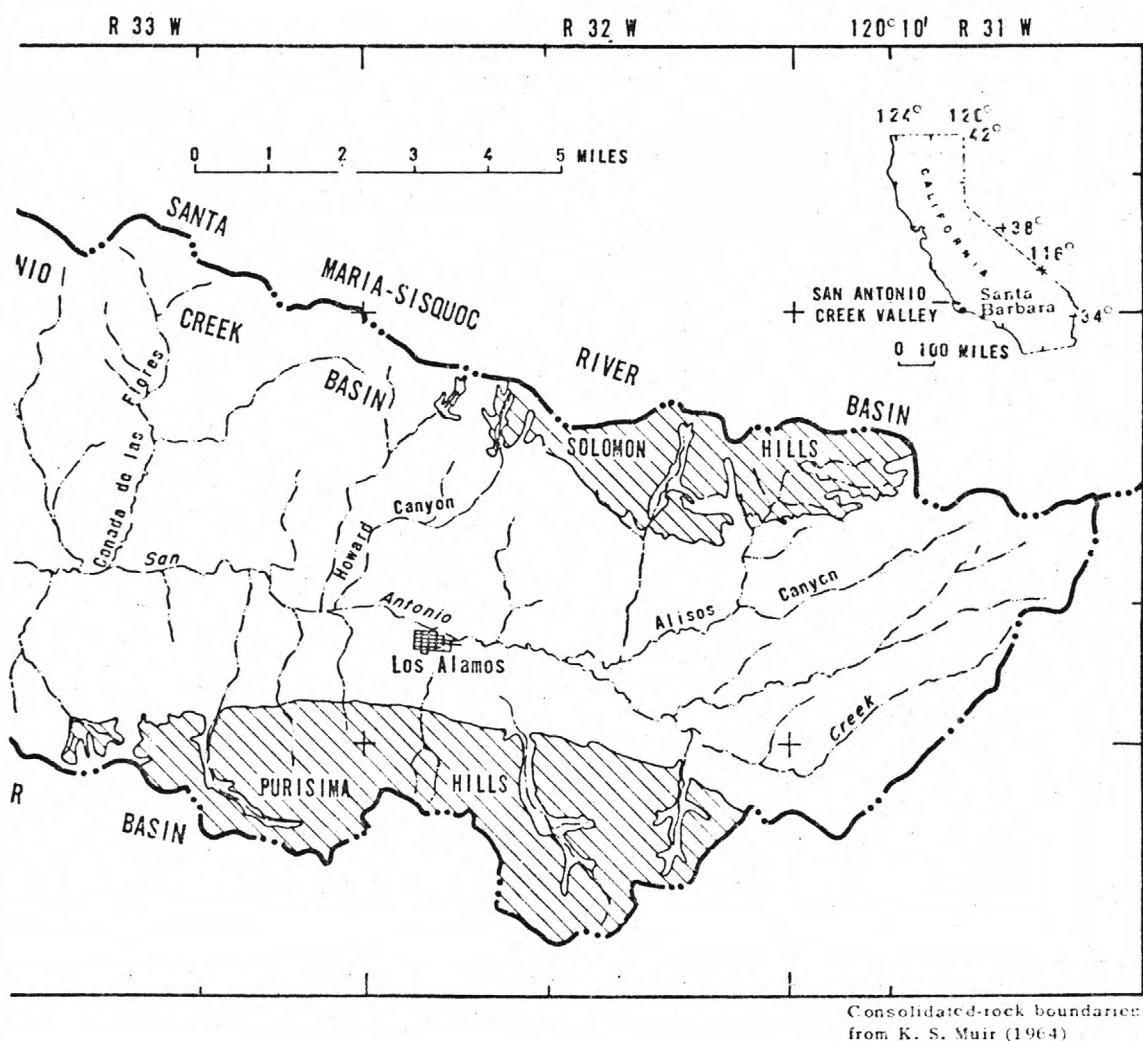 R 33 W
R 32 W
120°10'
R 31 W
124°
120°
42°
0 1 2 3 4 5 MILES
CALIFORNIA
38°
116°
SANTA
NIO
MARIA-SISQUOC
SAN ANTONIO
CREEK VALLEY
Santa
Barbara
34°
CREEK
0 100 MILES
RIVER
Canada de las Flores
BASIN
BASIN
SOLOMON HILLS
Howard Canyon
San
Antonio
Alisos Canyon
Los Alamos
Creek
PURISIMA HILLS
R
BASIN
Consolidated-rock boundaries
from K. S. Muir (1964)